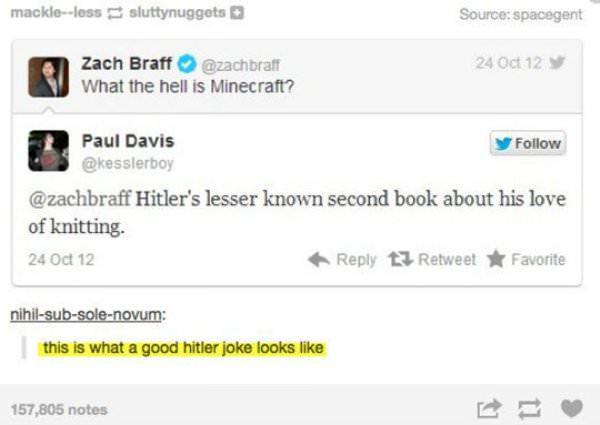 mackle--less sluttynuggets
Source: spacegent
Zach Braff @zachbraff
24 Oct 12
What the hell is Minecraft?
Paul Davis
Follow
@kesslerboy
@zachbraff Hitler's lesser known second book about his love
of knitting.
24 Oct 12
Reply Retweet Favorite
nihil-sub-sole-novum:
this is what a good hitler joke looks like
157,805 notes